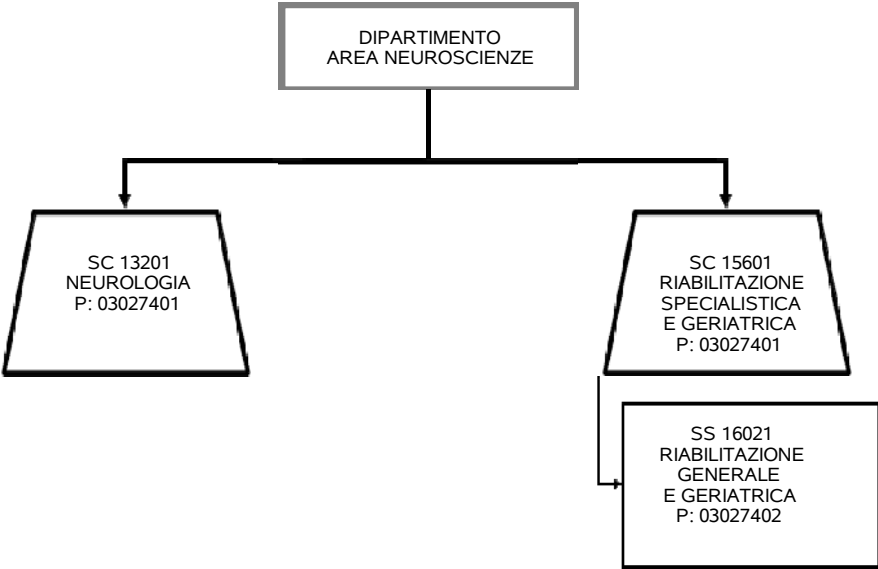 DIPARTIMENTO
AREA NEUROSCIENZE
SC 13201
NEUROLOGIA
P: 03027401
SC 15601
RIABILITAZIONE
SPECIALISTICA
E GERIATRICA
P: 03027401
SS 16021
RIABILITAZIONE
GENERALE
E GERIATRICA
P: 03027402